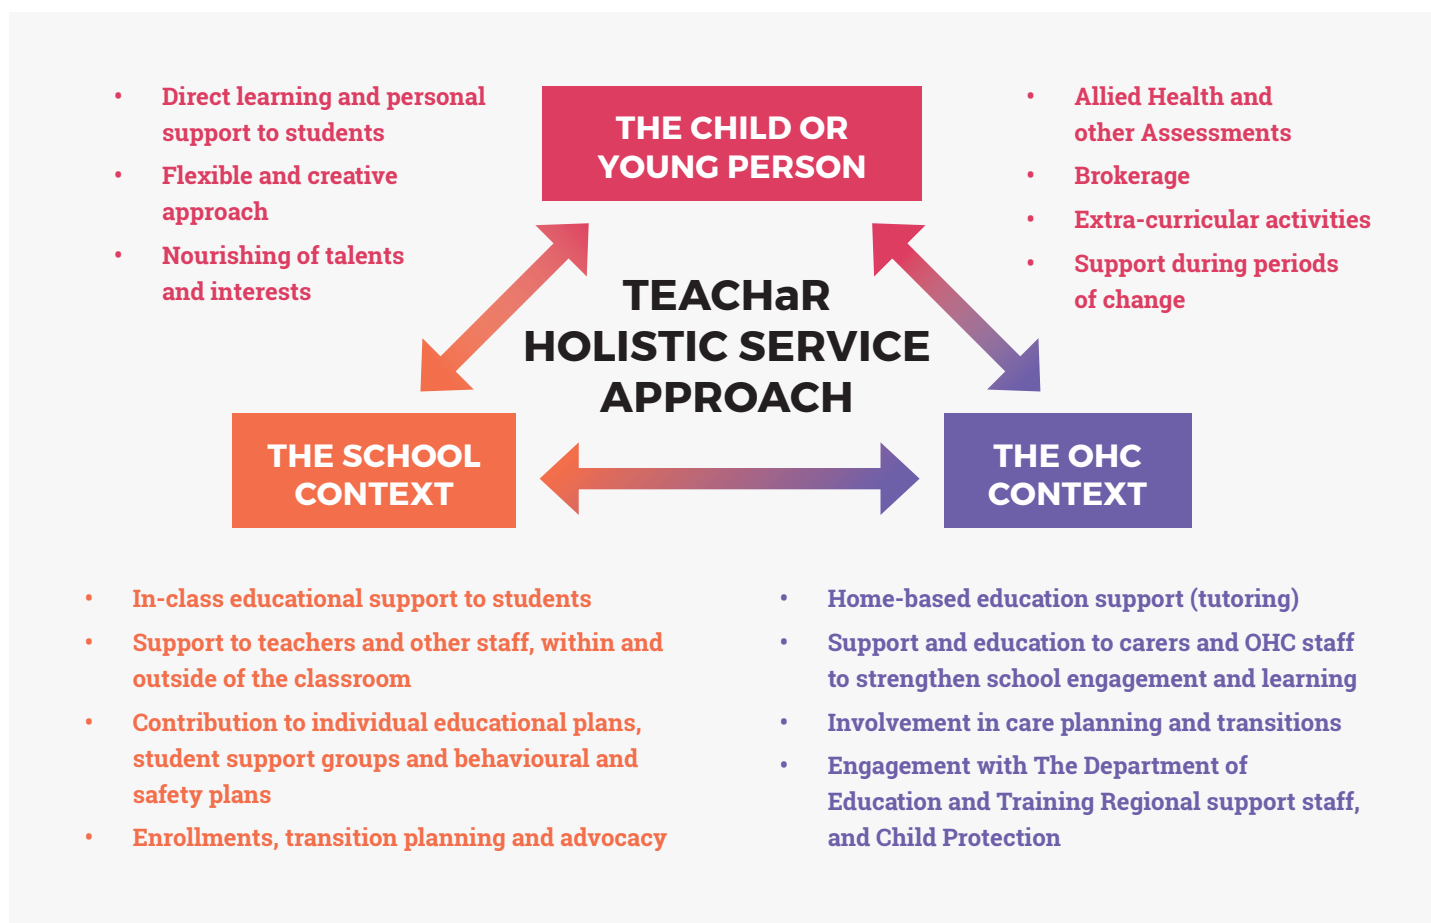 • Direct learning and personal
support to students
• Flexible and creative
approach
• Nourishing of talents
and interests
THE CHILD OR
YOUNG PERSON
• Allied Health and
other Assessments
• Brokerage
• Extra-curricular activities
• Support during periods
of change
TEACHaR
HOLISTIC SERVICE
APPROACH
THE SCHOOL
CONTEXT
THE OHC
CONTEXT
• In-class educational support to students
• Support to teachers and other staff, within and
outside of the classroom
• Contribution to individual educational plans,
student support groups and behavioural and
safety plans
• Enrollments, transition planning and advocacy
• Home-based education support (tutoring)
• Support and education to carers and OHC staff
to strengthen school engagement and learning
• Involvement in care planning and transitions
• Engagement with The Department of
Education and Training Regional support staff,
and Child Protection